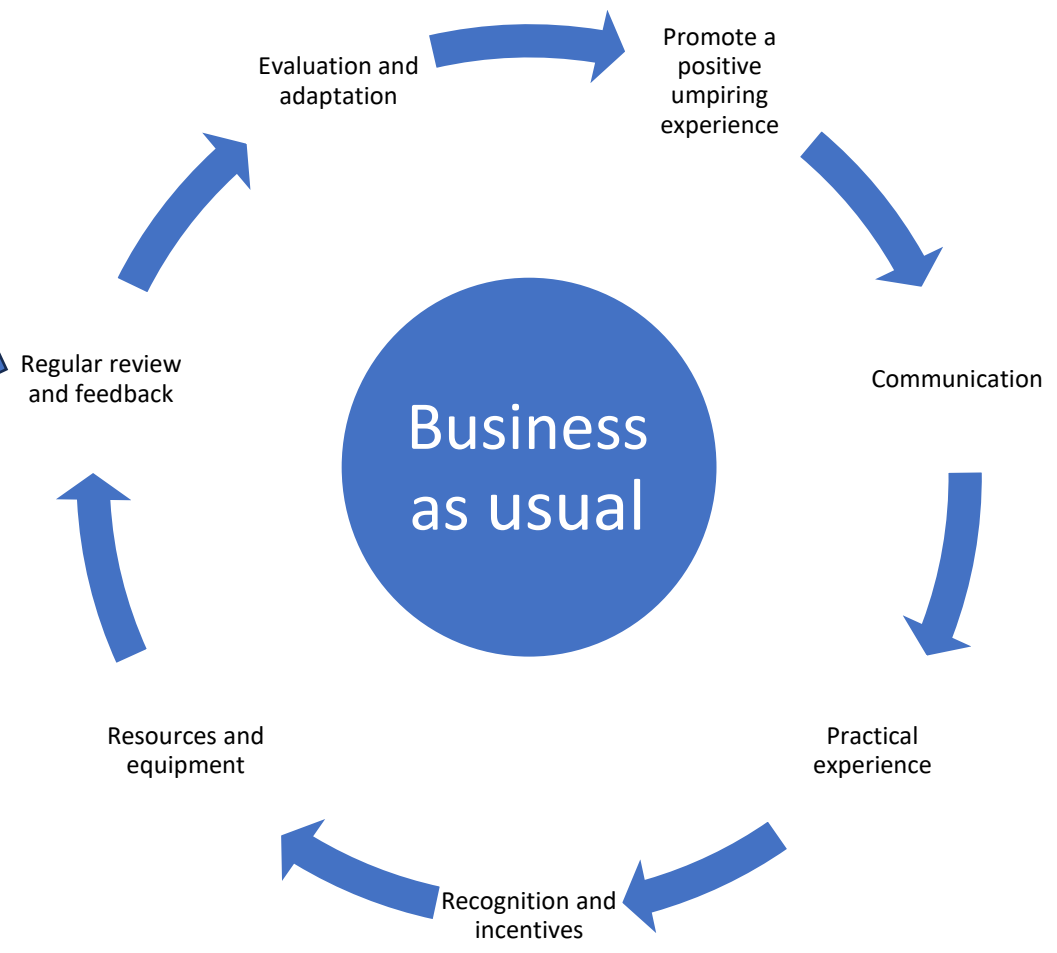 Promote a
positive
umpiring
experience
Communication
Practical
experience
Recognition and
incentives
Resources and
equipment
Regular review
and feedback
Evaluation and
adaptation
Business
as usual